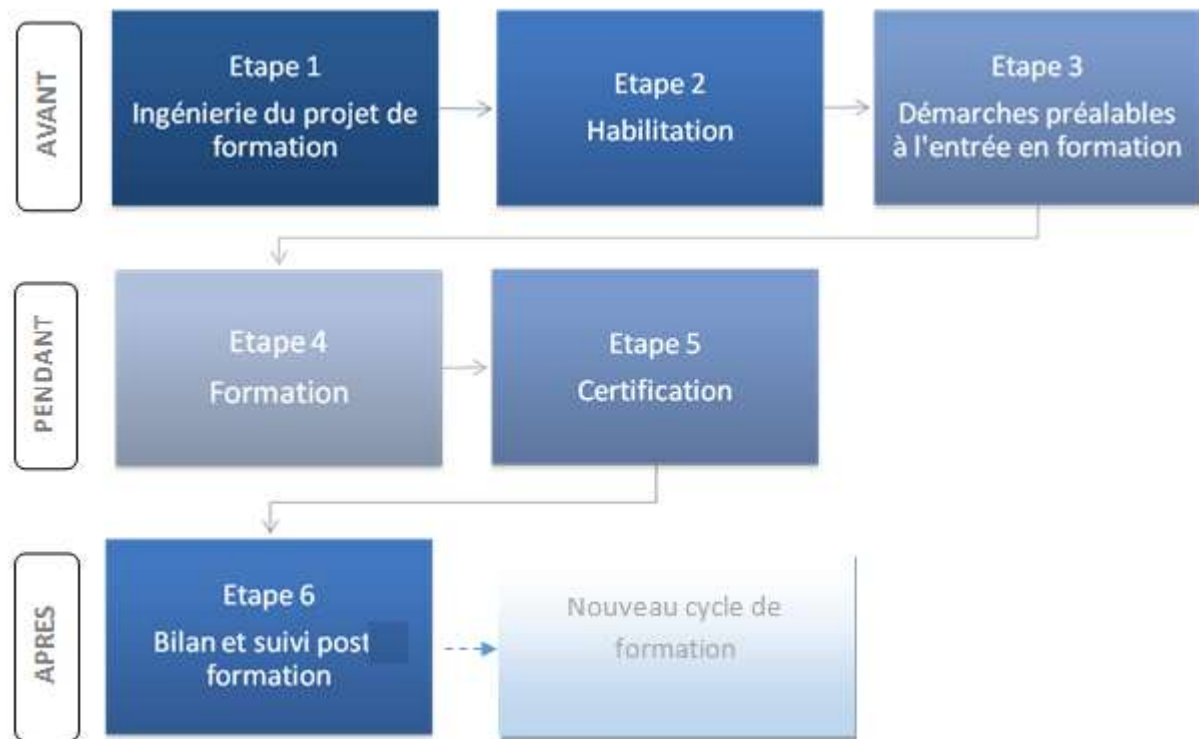 AVANT
Etape 1
Ingénierie du projet de
formation
Etape 2
Habilitation
Etape 3
Démarches préalables
à l'entrée en formation
PENDANT
Etape 4
Formation
Etape 5
Certification
APRES
Etape 6
Bilan et suivi post
formation
Nouveau cycle de
formation